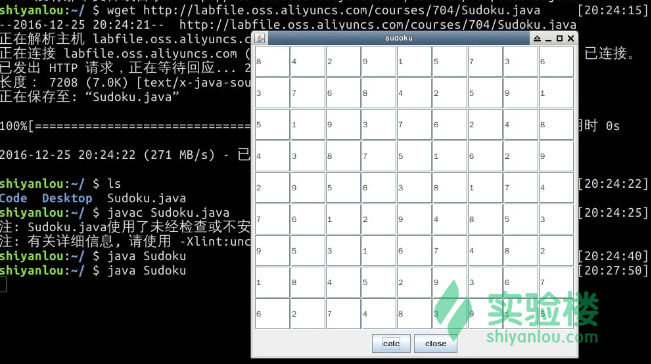 shiyanlou:~/ $ wget http://labfile.oss.aliyuncs.com/courses/704/Sudoku.java [20:24:15]
--2016-12-25 20:24:21-- http://labfile.oss.aliyuncs.com/courses/704/Sudoku.java
正在解析主机 labfile.oss.aliyuncs.c
正在连接 labfile.oss.aliyuncs.com ( 已连接。
已发出 HTTP 请求，正在等待回应... 2
长度： 7208 (7.0K) [text/x-java-sou
正在保存至: “Sudoku.java”
100%[============================== 时 0s
2016-12-25 20:24:22 (271 MB/s) - 已
shiyanlou:~/ $ ls [20:24:22]
Code Desktop Sudoku.java
shiyanlou:~/ $ javac Sudoku.java [20:24:25]
注: Sudoku.java使用了未经检查或不安
注: 有关详细信息, 请使用 -Xlint:unc
shiyanlou:~/ $ java Sudoku [20:24:40]
shiyanlou:~/ $ java Sudoku [20:27:50]
sudoku
8 4 2 9 1 5 7 3 6
3 7 6 8 4 2 5 9 1
5 1 9 3 7 6 2 4 8
4 3 8 7 5 1 6 2 9
2 9 5 6 3 8 1 7 4
7 6 1 2 9 4 8 5 3
9 5 3 1 6 7 4 8 2
1 8 4 5 2 9 3 6 7
6 2 7 4 8 3 9 1 5
calc close
实验楼
shiyanlou.com